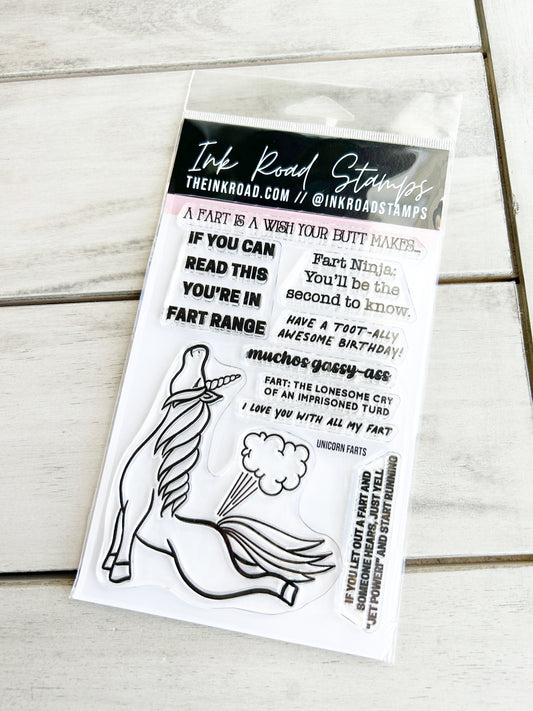 Ink Road Stamps
THEINKROAD.COM // @INKROADSTAMPS
A FART IS A WISH YOUR BUTT MAKES...
IF YOU CAN
READ THIS
YOU'RE IN
FART RANGE
Fart Ninja:
You'll be the
second to know.
HAVE A TOOT-ALLY
AWESOME BIRTHDAY!
muchos gassy-ass
FART: THE LONESOME CRY
OF AN IMPRISONED TURD
I LOVE YOU WITH ALL MY FART
UNICORN FARTS
IF YOU LET OUT A FART AND
SOMEONE HEARS, JUST YELL
"JET POWER!" AND START RUNNING